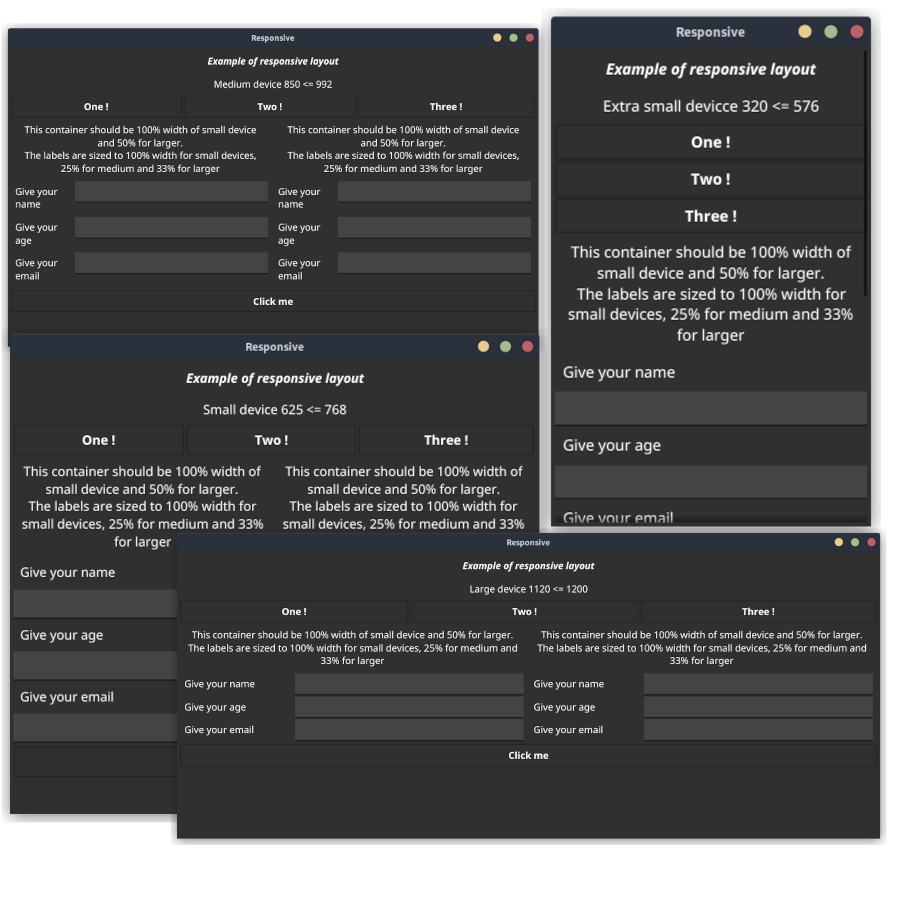 Responsive
Example of responsive layout
Medium device 850 <= 992
One !
Two !
Three !
This container should be 100% width of small device
and 50% for larger.
The labels are sized to 100% width for small devices,
25% for medium and 33% for larger
This container should be 100% width of small device
and 50% for larger.
The labels are sized to 100% width for small devices,
25% for medium and 33% for larger
Give your
name
Give your
name
Give your
age
Give your
age
Give your
email
Give your
email
Click me
Responsive
Example of responsive layout
Extra small devicce 320 <= 576
One !
Two !
Three !
This container should be 100% width of
small device and 50% for larger.
The labels are sized to 100% width for
small devices, 25% for medium and 33%
for larger
Give your name
Give your age
Give your email
Responsive
Example of responsive layout
Small device 625 <= 768
One !
Two !
Three !
This container should be 100% width of
small device and 50% for larger.
The labels are sized to 100% width for
small devices, 25% for medium and 33%
for larger
This container should be 100% width of
small device and 50% for larger.
The labels are sized to 100% width for
small devices, 25% for medium and 33%
Give your name
Give your age
Give your email
Responsive
Example of responsive layout
Large device 1120 <= 1200
One !
Two !
Three !
This container should be 100% width of small device and 50% for larger.
The labels are sized to 100% width for small devices, 25% for medium and
33% for larger
This container should be 100% width of small device and 50% for larger.
The labels are sized to 100% width for small devices, 25% for medium and
33% for larger
Give your name
Give your name
Give your age
Give your age
Give your email
Give your email
Click me